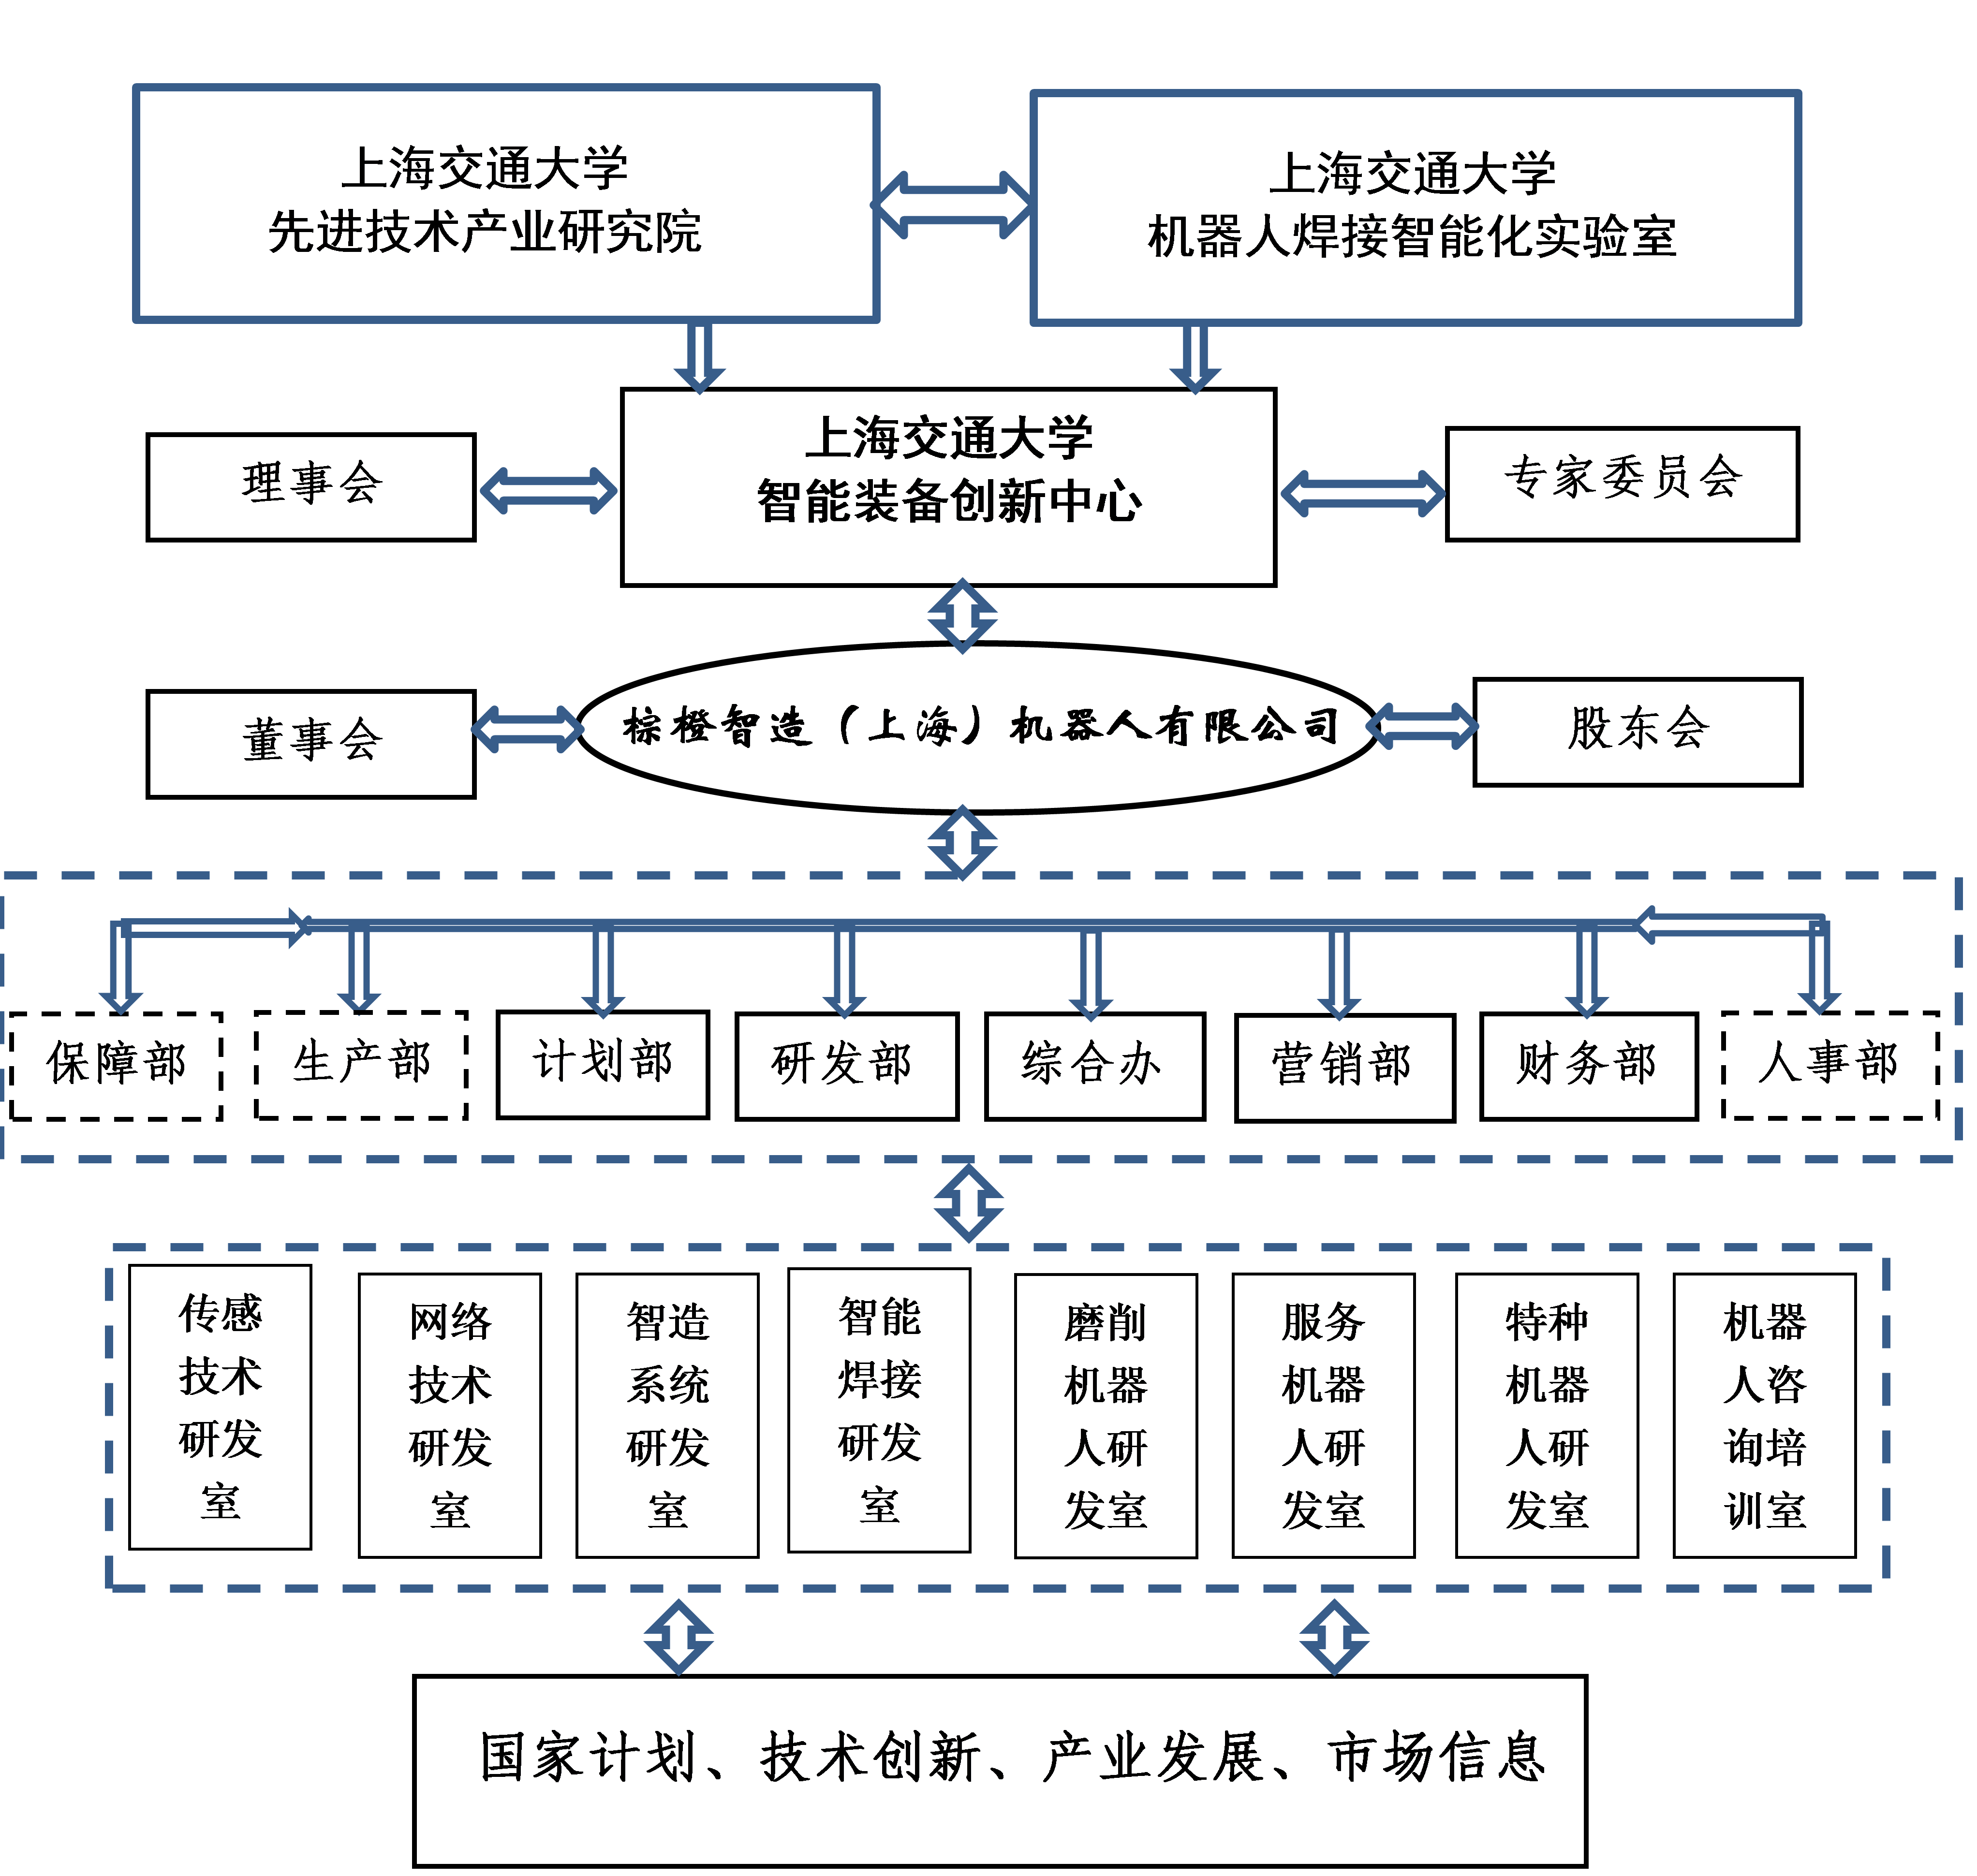 上海交通大学
先进技术产业研究院
上海交通大学
机器人焊接智能化实验室
上海交通大学
智能装备创新中心
理事会
专家委员会
棕橙智造（上海）机器人有限公司
董事会
股东会
保障部
生产部
计划部
研发部
综合办
营销部
财务部
人事部
传感
技术
研发
室
网络
技术
研发
室
智造
系统
研发
室
智能
焊接
研发
室
磨削
机器
人研
发室
服务
机器
人研
发室
特种
机器
人研
发室
机器
人咨
询培
训室
国家计划、技术创新、产业发展、市场信息